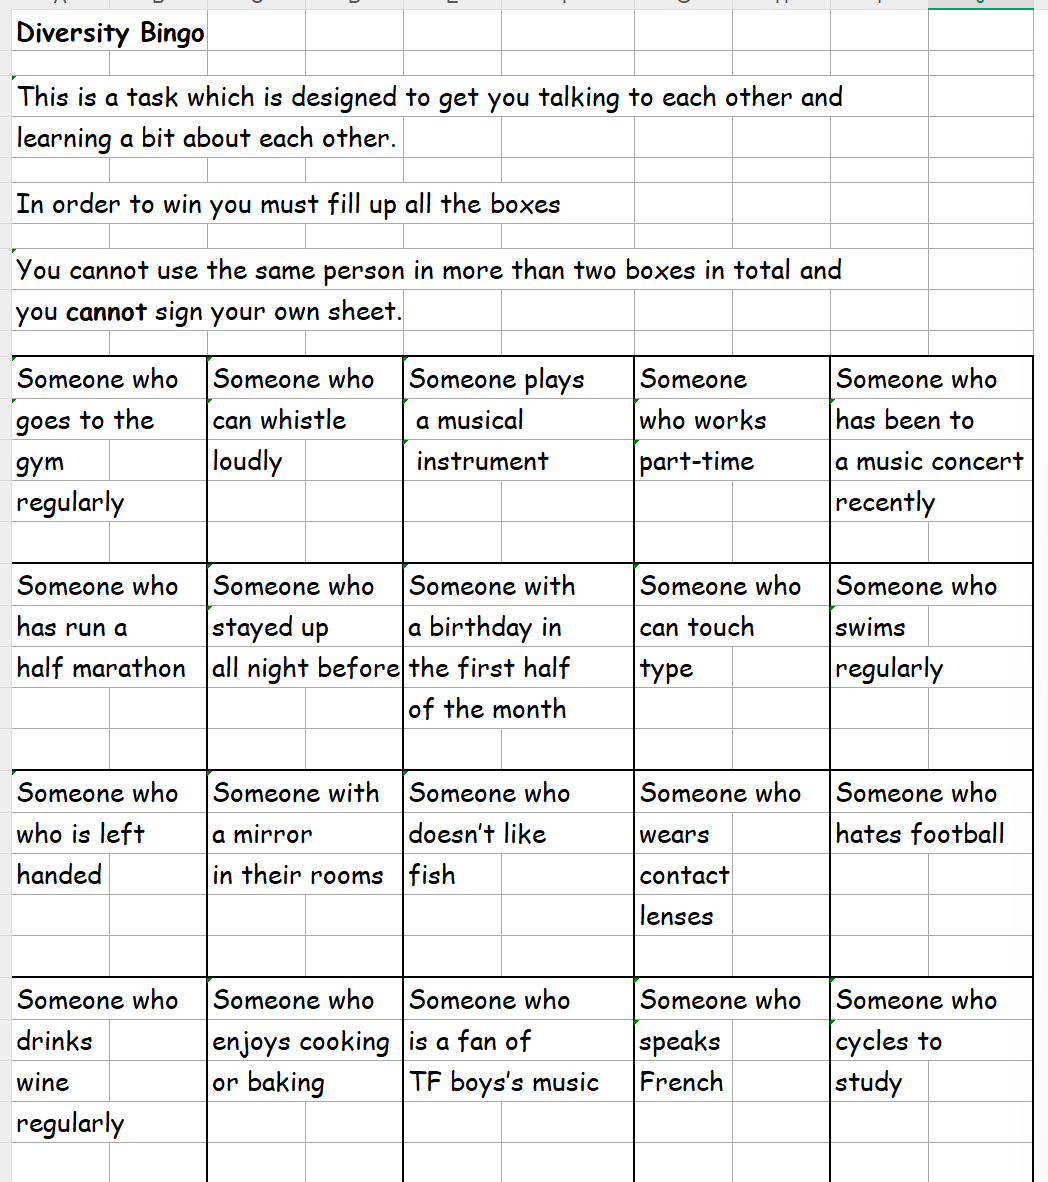 Diversity Bingo
This is a task which is designed to get you talking to each other and
learning a bit about each other.
In order to win you must fill up all the boxes
You cannot use the same person in more than two boxes in total and
you cannot sign your own sheet.
Someone who
goes to the
gym
regularly
Someone who
can whistle
loudly
Someone plays
a musical
instrument
Someone
who works
part-time
Someone who
has been to
a music concert
recently
Someone who
has run a
half marathon
Someone who
stayed up
all night before
Someone with
a birthday in
the first half
of the month
Someone who
can touch
type
Someone who
swims
regularly
Someone who
who is left
handed
Someone with
a mirror
in their rooms
Someone who
doesn't like
fish
Someone who
wears
contact
lenses
Someone who
hates football
Someone who
drinks
wine
regularly
Someone who
enjoys cooking
or baking
Someone who
is a fan of
TF boys's music
Someone who
speaks
French
Someone who
cycles to
study